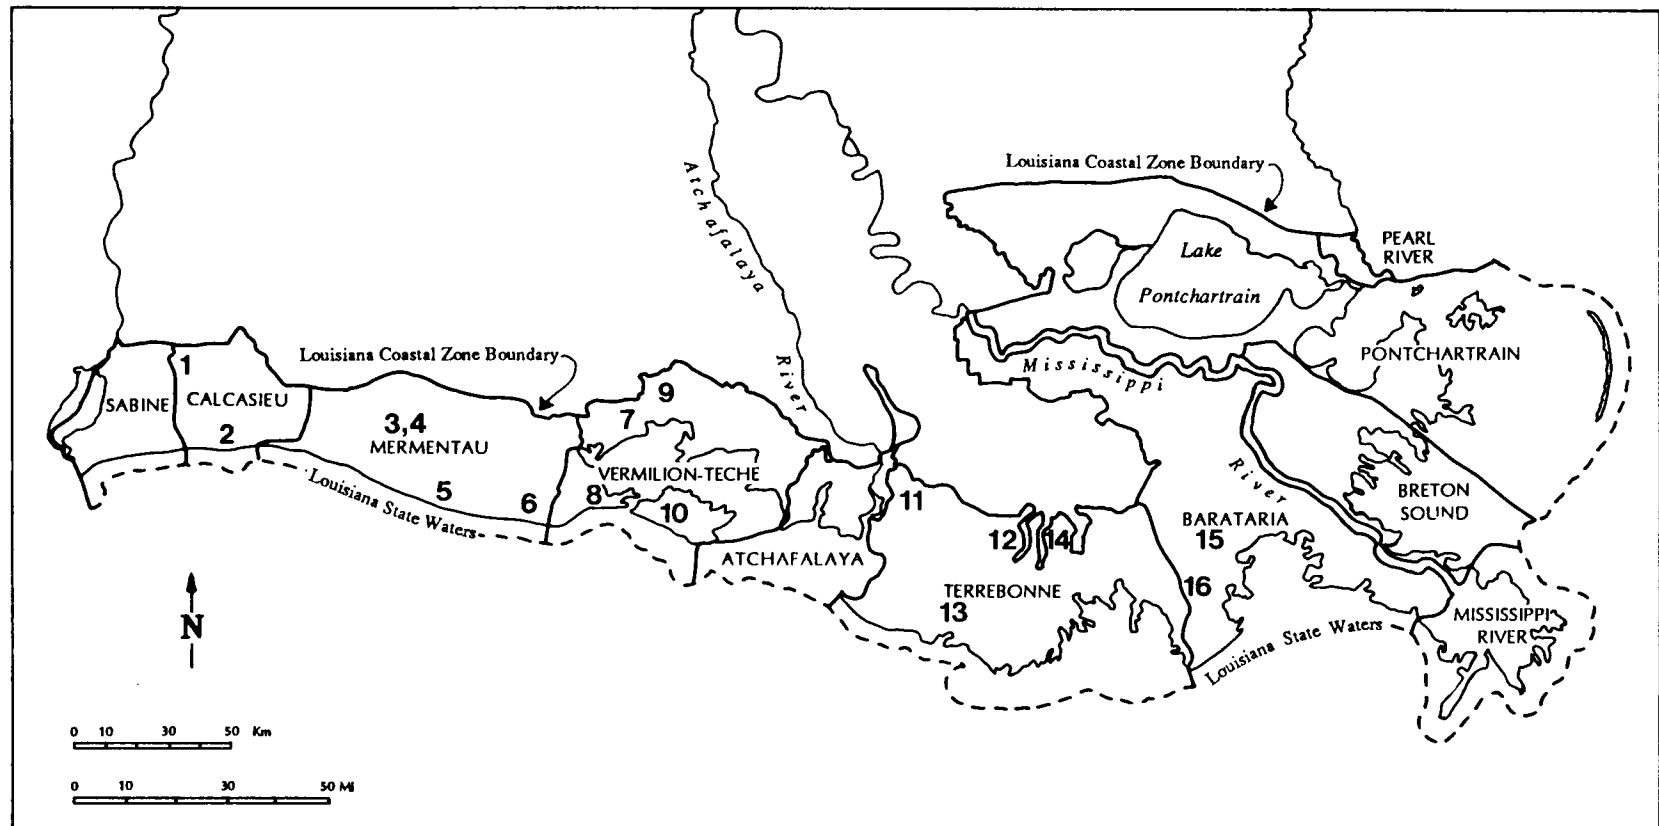 Louisiana Coastal Zone Boundary
Atchafalaya
River
Lake
Pontchartrain
PEARL
RIVER
Louisiana Coastal Zone Boundary
Mississippi
River
PONTCHARTRAIN
1
SABINE
CALCASIEU
2
3,4
MERMENTAU
5
6
7
9
VERMILION-TECHE
8
10
11
ATCHAFALAYA
Louisiana State Waters
12
14
TERREBONNE
13
BARATARIA
15
16
BRETON
SOUND
MISSISSIPPI
RIVER
Louisiana State Waters
N
0 10 30 50 Km
0 10 30 50 Mi